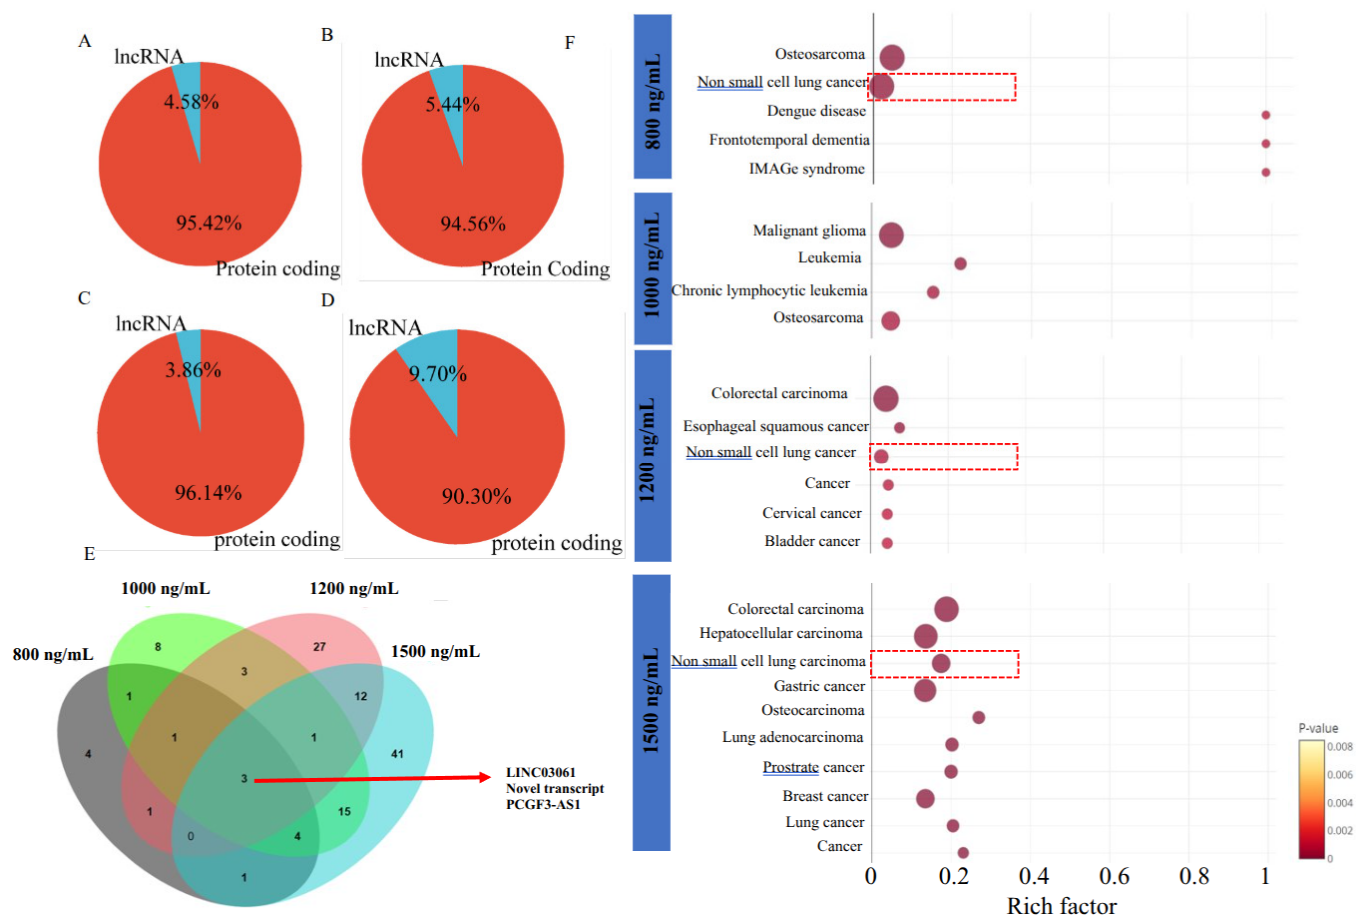 A
lncRNA
4.58%
95.42%
Protein coding
B
lncRNA
5.44%
94.56%
Protein Coding
C
lncRNA
3.86%
96.14%
protein coding
D
lncRNA
9.70%
90.30%
protein coding
E
1000 ng/mL
1200 ng/mL
800 ng/mL
1500 ng/mL
8
27
3
1
12
4
1
1
41
3
1
15
0
4
1
LINC03061
Novel transcript
PCGF3-AS1
F
800 ng/mL
Osteosarcoma
Non small cell lung cancer
Dengue disease
Frontotemporal dementia
IMAGe syndrome
1000 ng/mL
Malignant glioma
Leukemia
Chronic lymphocytic leukemia
Osteosarcoma
1200 ng/mL
Colorectal carcinoma
Esophageal squamous cancer
Non small cell lung cancer
Cancer
Cervical cancer
Bladder cancer
1500 ng/mL
Colorectal carcinoma
Hepatocellular carcinoma
Non small cell lung carcinoma
Gastric cancer
Osteocarcinoma
Lung adenocarcinoma
Prostrate cancer
Breast cancer
Lung cancer
Cancer
0 0.2 0.4 0.6 0.8 1
Rich factor
P-value
0.008
0.006
0.004
0.002
0